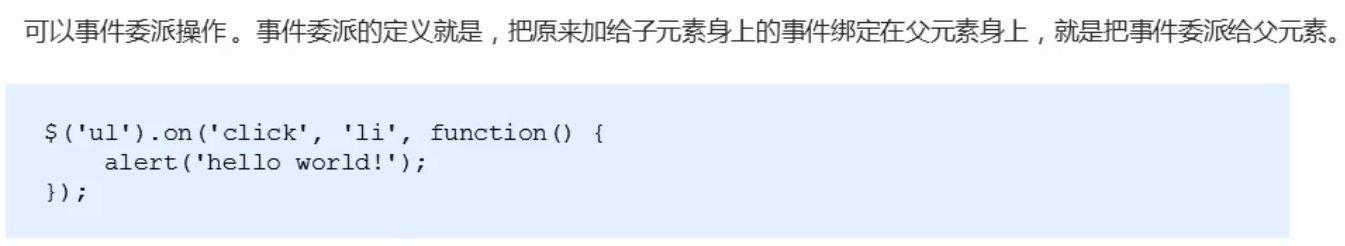 可以事件委派操作。事件委派的定义就是，把原来加给子元素身上的事件绑定在父元素身上，就是把事件委派给父元素。
$('ul').on('click', 'li', function() {
    alert('hello world!');
});